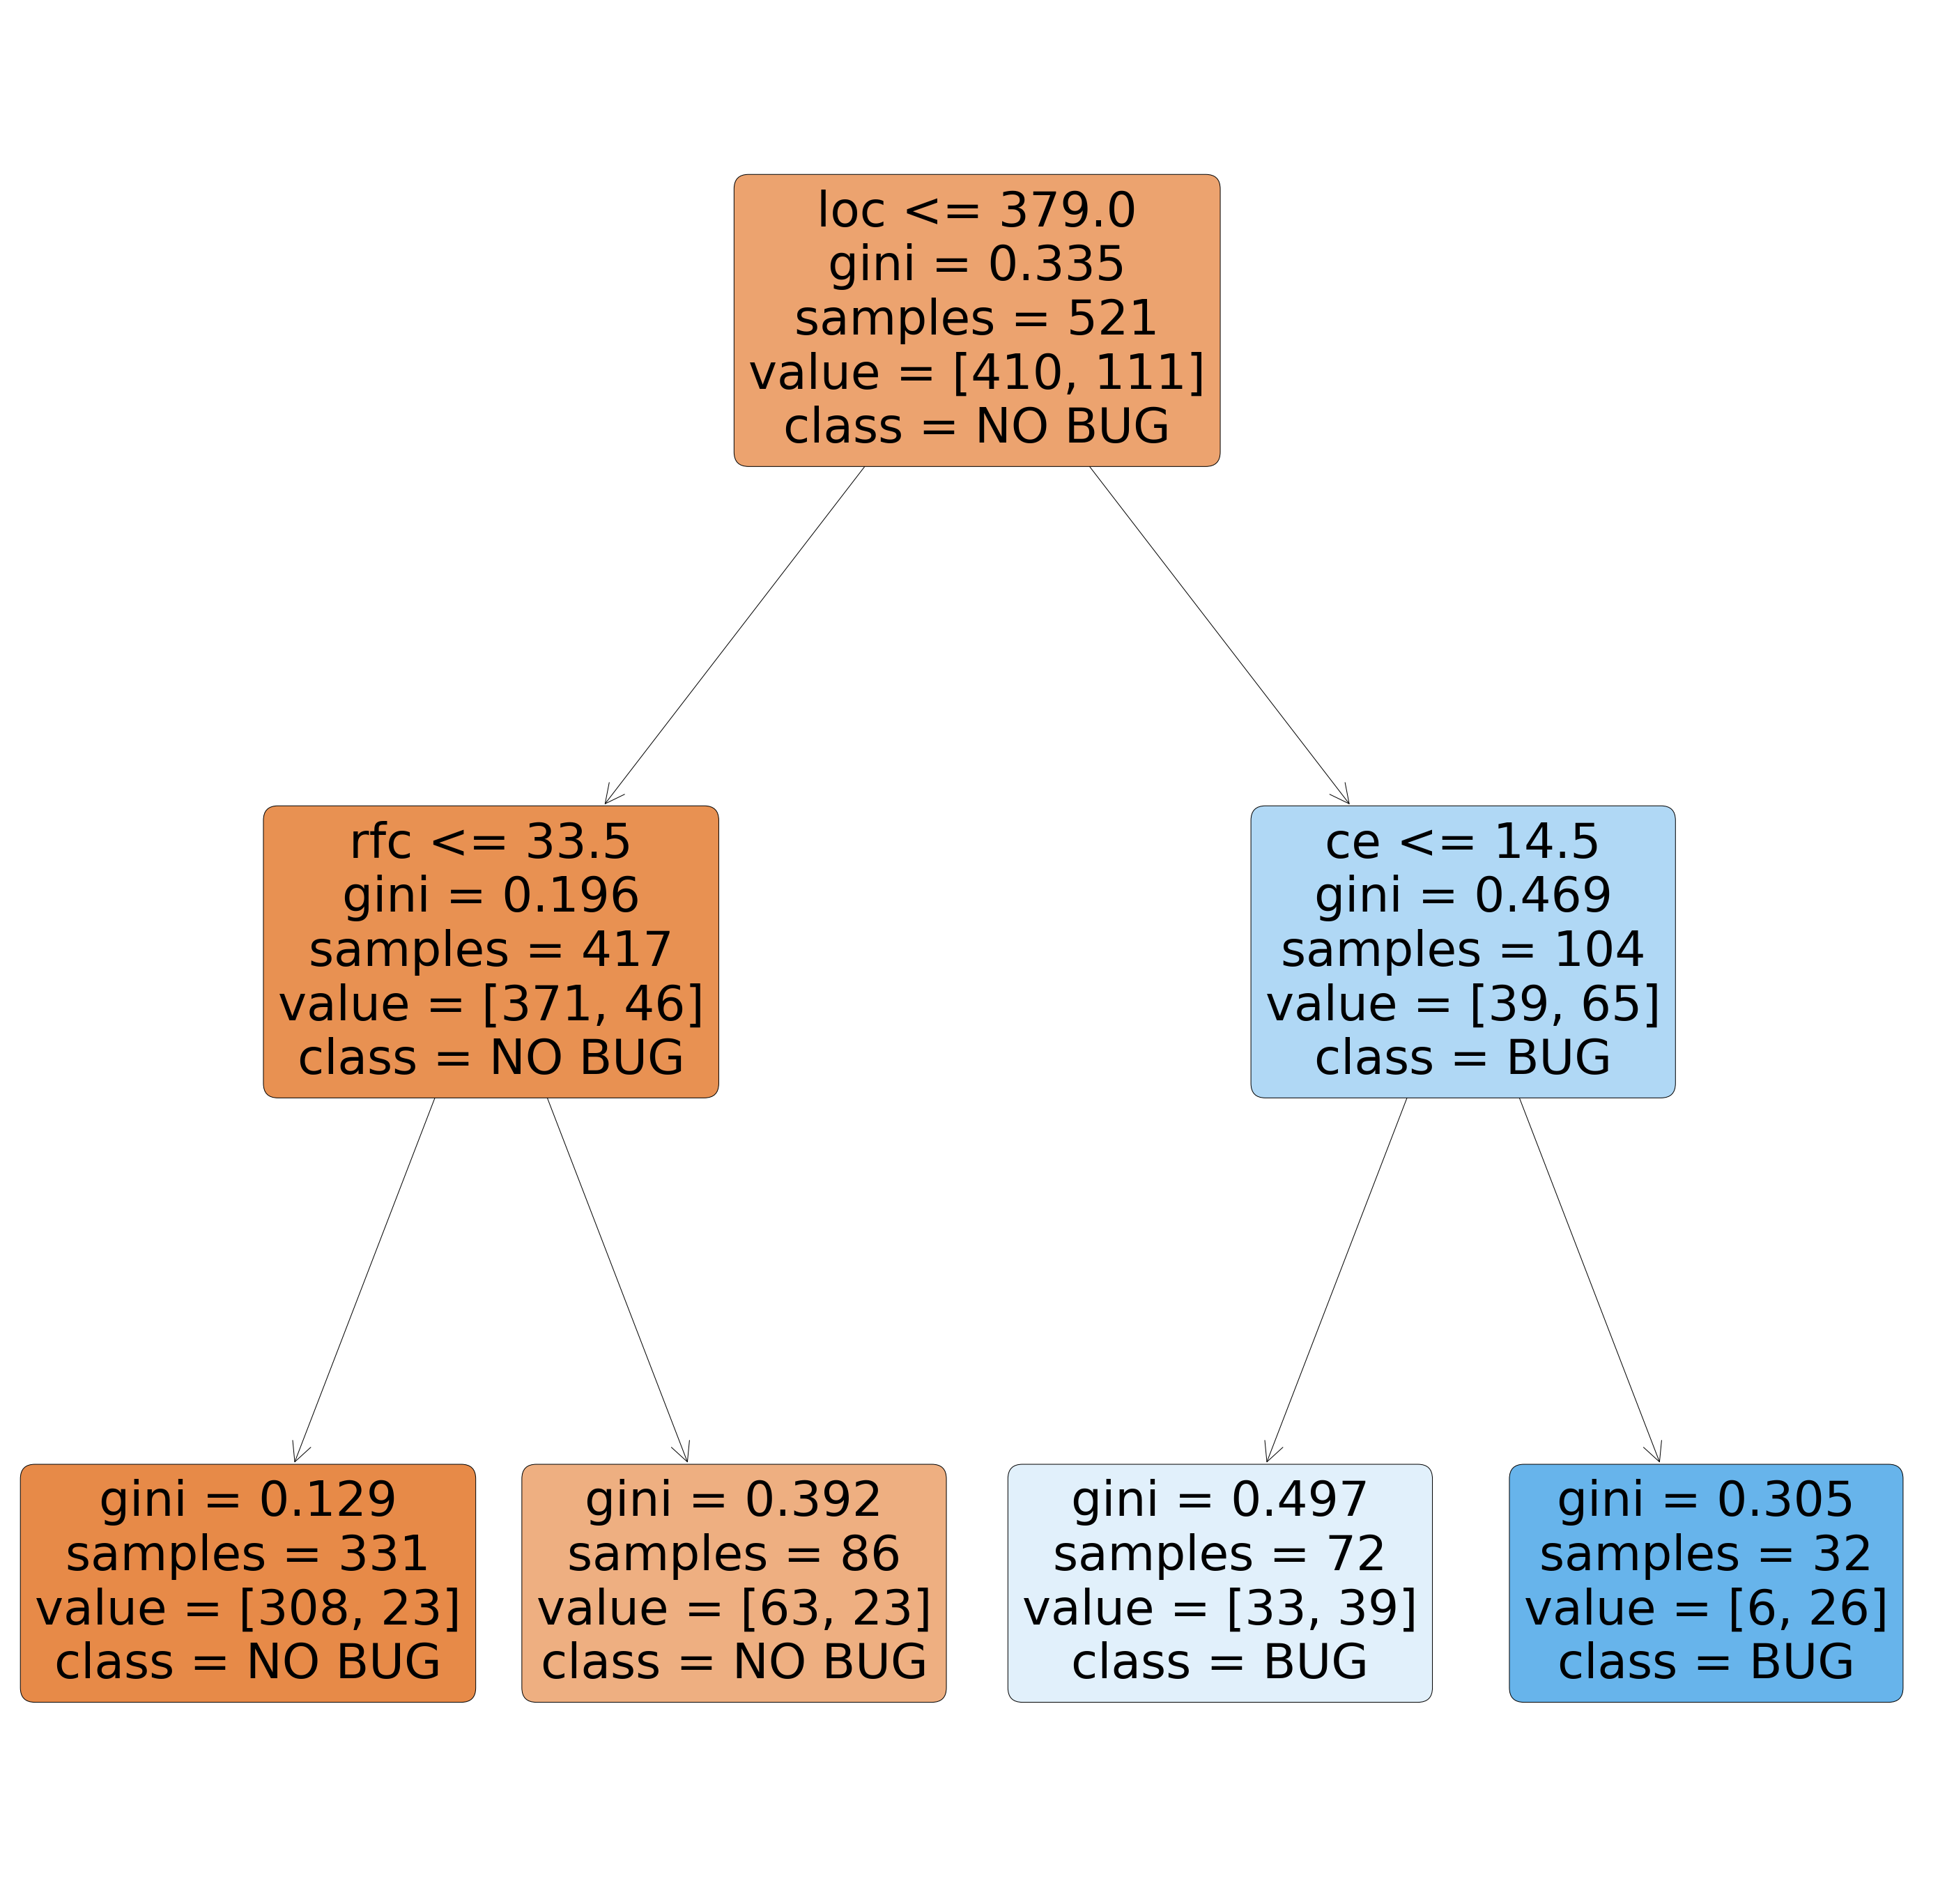 loc <= 379.0
gini = 0.335
samples = 521
value = [410, 111]
class = NO BUG
rfc <= 33.5
gini = 0.196
samples = 417
value = [371, 46]
class = NO BUG
ce <= 14.5
gini = 0.469
samples = 104
value = [39, 65]
class = BUG
gini = 0.129
samples = 331
value = [308, 23]
class = NO BUG
gini = 0.392
samples = 86
value = [63, 23]
class = NO BUG
gini = 0.497
samples = 72
value = [33, 39]
class = BUG
gini = 0.305
samples = 32
value = [6, 26]
class = BUG